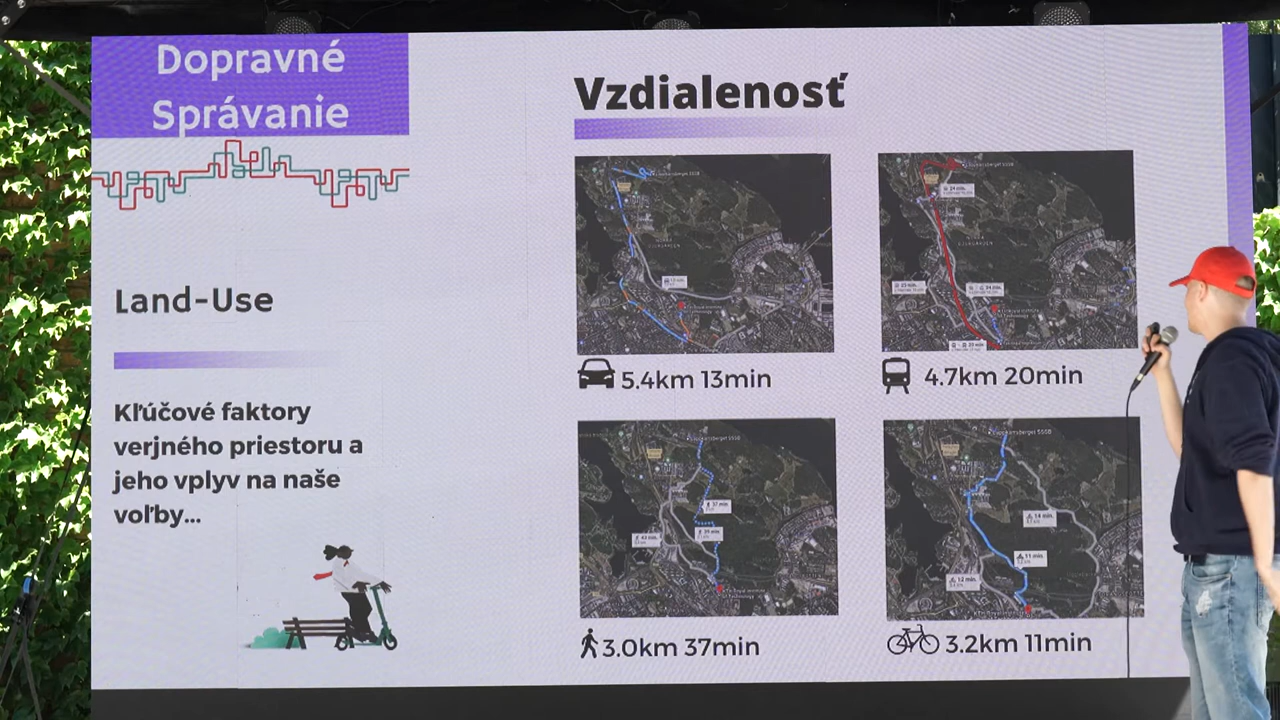 Dopravné
Správanie
Land-Use
Kľúčové faktory
verjného priestoru a
jeho vplyv na naše
voľby...
Vzdialenosť
5.4km 13min
4.7km 20min
3.0km 37min
3.2km 11min